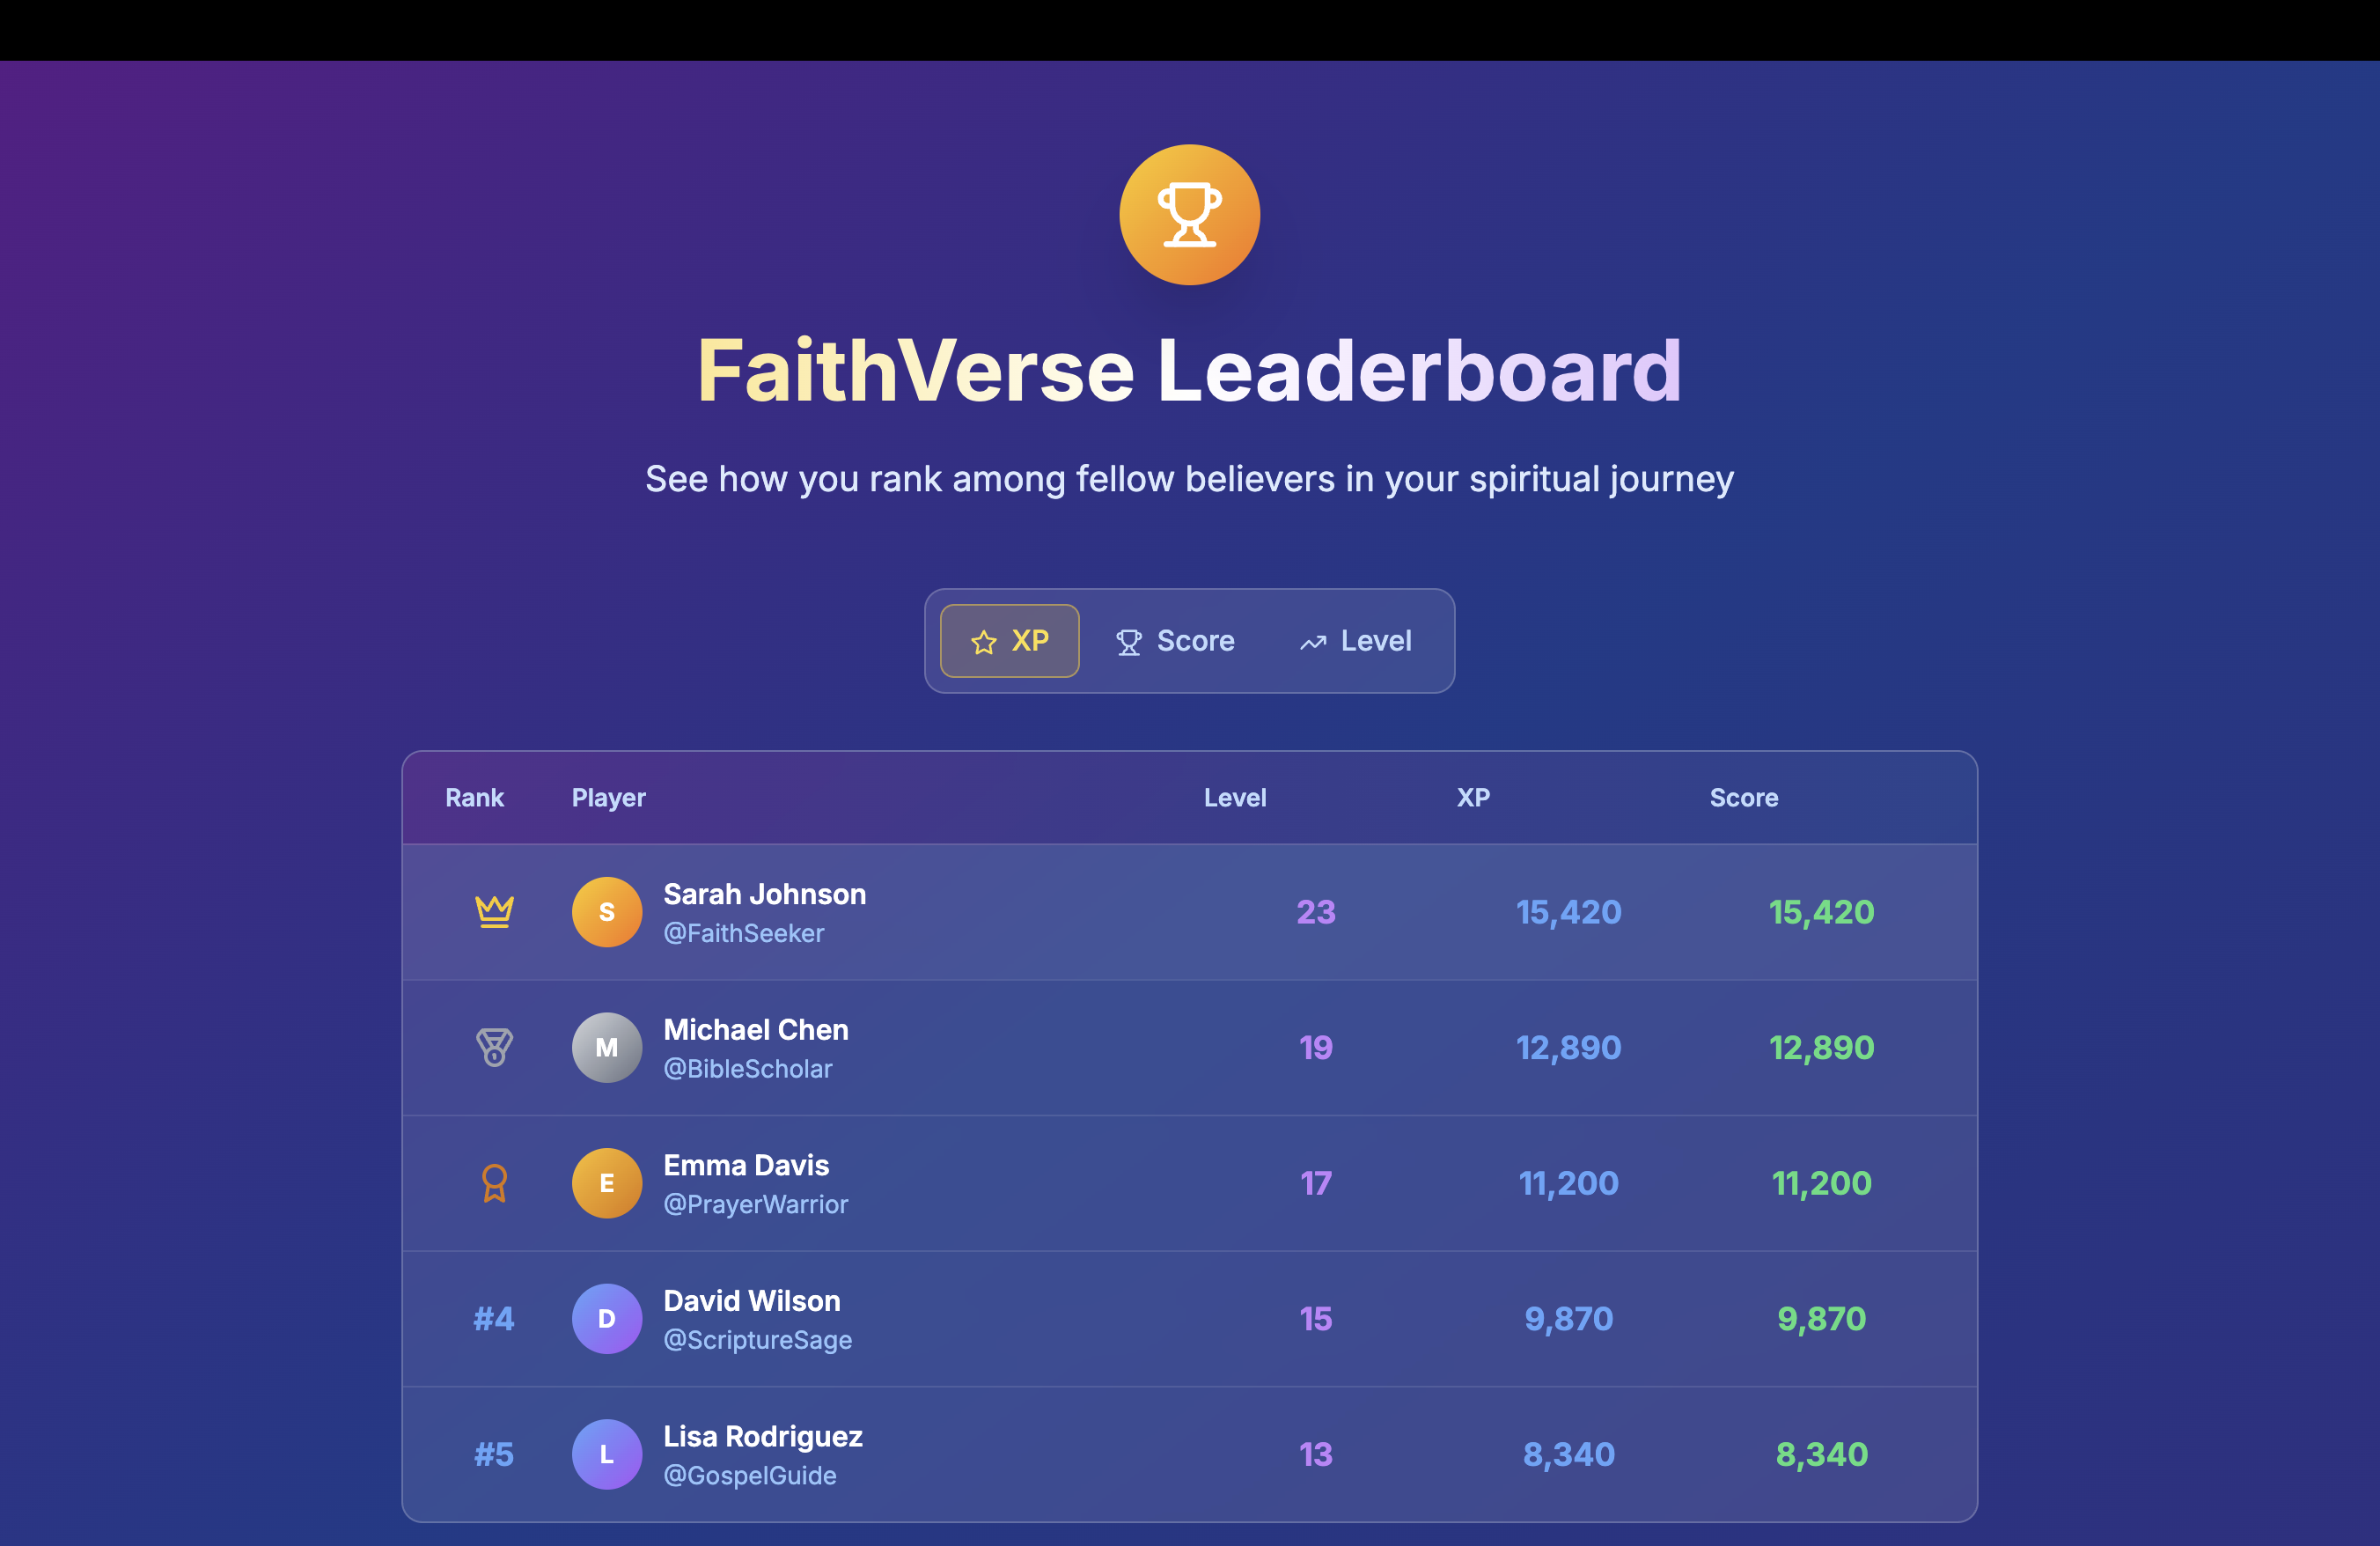 FaithVerse Leaderboard
See how you rank among fellow believers in your spiritual journey
XP Score Level
Rank Player Level XP Score
S Sarah Johnson 23 15,420 15,420
@FaithSeeker
M Michael Chen 19 12,890 12,890
@BibleScholar
E Emma Davis 17 11,200 11,200
@PrayerWarrior
#4 D David Wilson 15 9,870 9,870
@ScriptureSage
#5 L Lisa Rodriguez 13 8,340 8,340
@GospelGuide